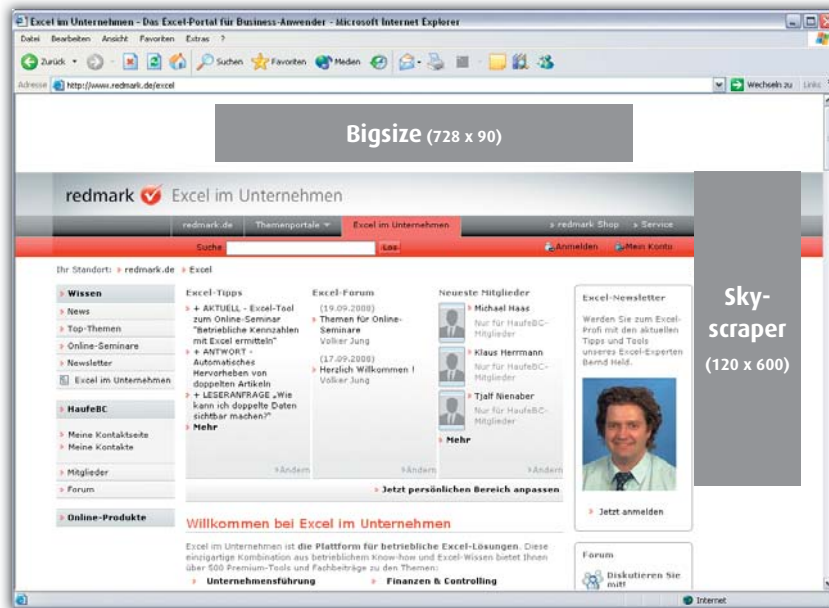 Excel im Unternehmen - Das Excel-Portal für Business-Anwender - Microsoft Internet Explorer
Datei Bearbeiten Ansicht Favoriten Extras ?
Zurück Suchen Favoriten Medien
Adresse http://www.redmark.de/excel Wechseln zu Links
Bigsize (728 x 90)
redmark Excel im Unternehmen
redmark.de Themenportale Excel im Unternehmen » redmark Shop » Service
Suche Los Anmelden Mein Konto
Ihr Standort: » redmark.de » Excel
» Wissen
» News
» Top-Themen
» Online-Seminare
» Newsletter
Excel im Unternehmen
» HaufeBC
» Meine Kontaktseite
» Meine Kontakte
» Mitglieder
» Forum
» Online-Produkte
Excel-Tipps
» + AKTUELL - Excel-Tool
zum Online-Seminar
"Betriebliche Kennzahlen
mit Excel ermitteln"
» + ANTWORT -
Automatisches
Hervorheben von
doppelten Artikeln
» + LESERANFRAGE „Wie
kann ich doppelte Daten
sichtbar machen?"
» Mehr
»Ändern
Excel-Forum
(19.09.2008)
» Themen für Online-
Seminare
Volker Jung
(17.09.2008)
» Herzlich Willkommen !
Volker Jung
»Ändern
Neueste Mitglieder
» Michael Haas
Nur für HaufeBC-
Mitglieder
» Klaus Herrmann
Nur für HaufeBC-
Mitglieder
» Tjalf Nienaber
Nur für HaufeBC-
Mitglieder
» Mehr
»Ändern
» Jetzt persönlichen Bereich anpassen
Excel-Newsletter
Werden Sie zum Excel-
Profi mit den aktuellen
Tipps und Tools
unseres Excel-Experten
Bernd Held.
» Jetzt anmelden
Sky-
scraper
(120 x 600)
Willkommen bei Excel im Unternehmen
Excel im Unternehmen ist die Plattform für betriebliche Excel-Lösungen. Diese
einzigartige Kombination aus betrieblichem Know-how und Excel-Wissen bietet Ihnen
über 500 Premium-Tools und Fachbeiträge zu den Themen:
» Unternehmensführung » Finanzen & Controlling
Forum
Diskutieren Sie
mit!
Internet